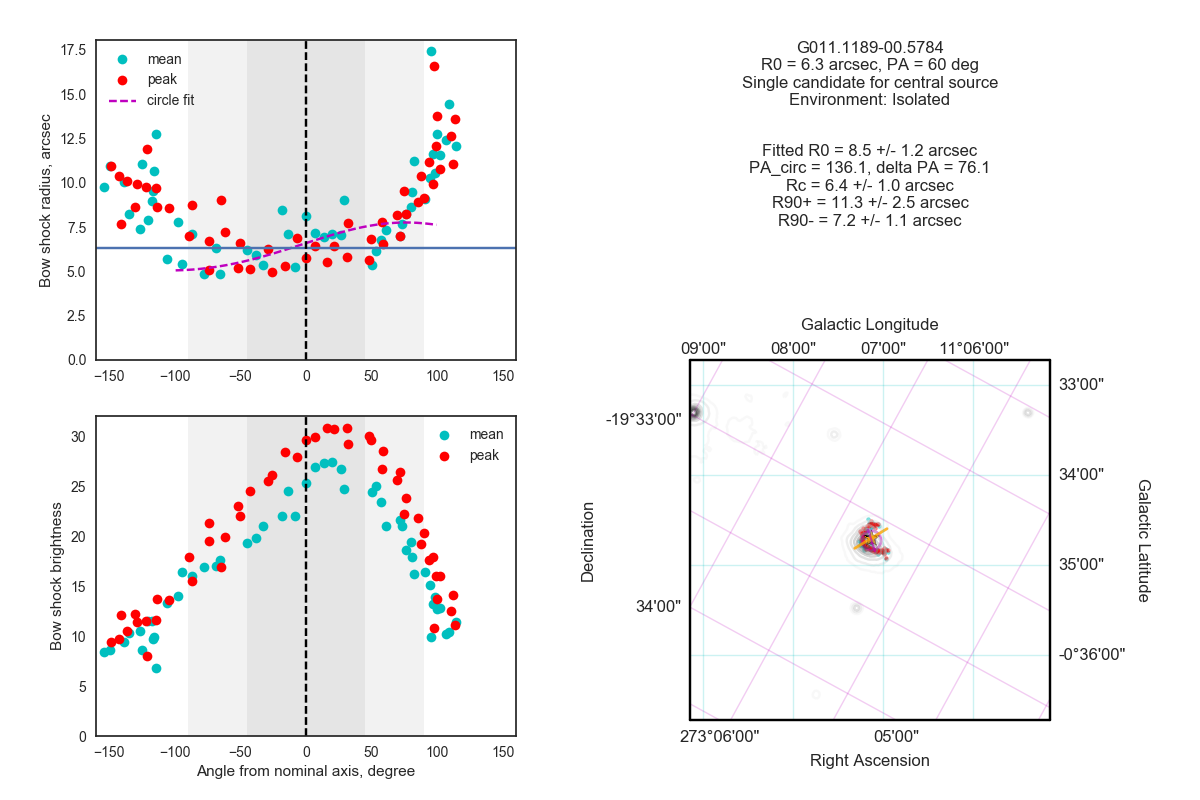 17.5
15.0
12.5
10.0
7.5
5.0
2.5
0.0
Bow shock radius, arcsec
mean
peak
circle fit
−150
−100
−50
0
50
100
150
30
25
20
15
10
5
0
Bow shock brightness
mean
peak
−150
−100
−50
0
50
100
150
Angle from nominal axis, degree
G011.1189-00.5784
R0 = 6.3 arcsec, PA = 60 deg
Single candidate for central source
Environment: Isolated
Fitted R0 = 8.5 +/- 1.2 arcsec
PA_circ = 136.1, delta PA = 76.1
Rc = 6.4 +/- 1.0 arcsec
R90+ = 11.3 +/- 2.5 arcsec
R90- = 7.2 +/- 1.1 arcsec
Galactic Longitude
09'00"
08'00"
07'00"
11°06'00"
-19°33'00"
34'00"
Declination
33'00"
34'00"
35'00"
-0°36'00"
Galactic Latitude
273°06'00"
05'00"
Right Ascension